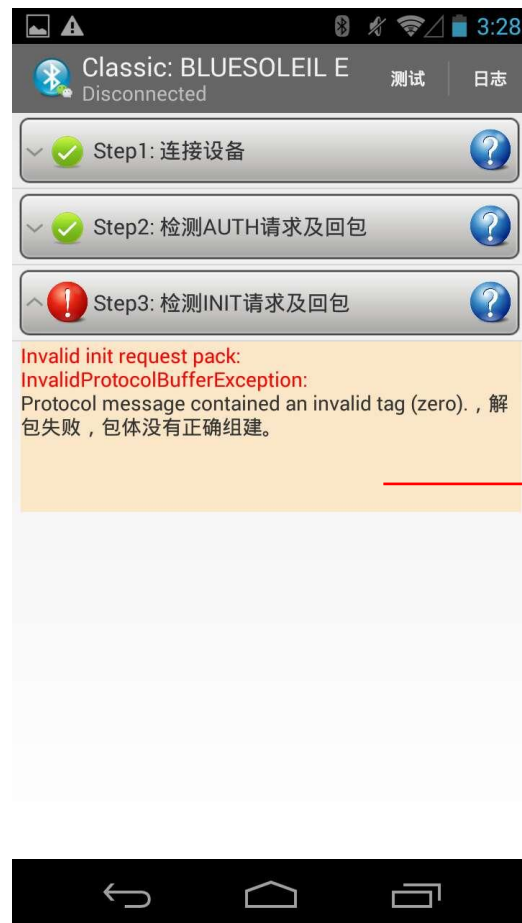 3:28
Classic: BLUESOLEIL E
Disconnected
测试
日志
Step1: 连接设备
Step2: 检测AUTH请求及回包
Step3: 检测INIT请求及回包
Invalid init request pack:
InvalidProtocolBufferException:
Protocol message contained an invalid tag (zero).，解
包失败，包体没有正确组建。